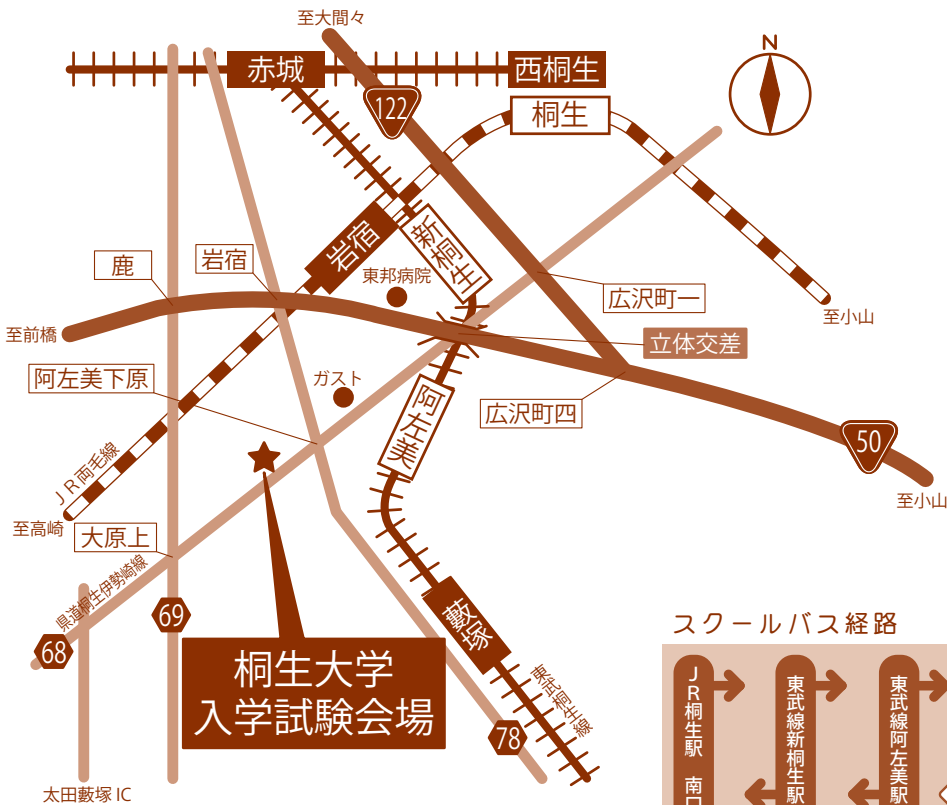 至大間々
N
赤城
西桐生
122
桐生
新桐生
岩宿
鹿
岩宿
東邦病院
広沢町一
至前橋
至小山
立体交差
阿左美下原
ガスト
阿左美
広沢町四
50
JR両毛線
至高崎
至小山
大原上
県道桐生伊勢崎線
69
68
藪塚
桐生大学
入学試験会場
東武桐生線
78
太田藪塚 IC
スクールバス経路
JR桐生駅 南口
東武線新桐生駅
東武線阿左美駅